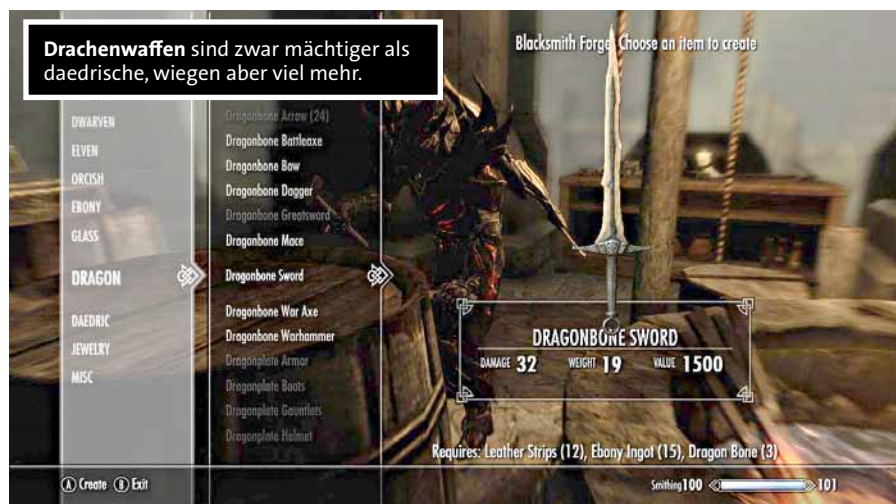 Drachenwaffen sind zwar mächtiger als
daedrische, wiegen aber viel mehr.
Blacksmith Forge: Choose an item to create
DWARVEN
ELVEN
ORCISH
EBONY
GLASS
DRAGON
DAEDRIC
JEWELRY
MISC
Dragonbone Arrow (24)
Dragonbone Battleaxe
Dragonbone Bow
Dragonbone Dagger
Dragonbone Greatsword
Dragonbone Mace
Dragonbone Sword
Dragonbone War Axe
Dragonbone Warhammer
Dragonplate Armor
Dragonplate Boots
Dragonplate Gauntlets
Dragonplate Helmet
DRAGONBONE SWORD
DAMAGE 32 WEIGHT 19 VALUE 1500
Requires: Leather Strips (12), Ebony Ingot (15), Dragon Bone (3)
A Create B Exit
Smithing 100 101